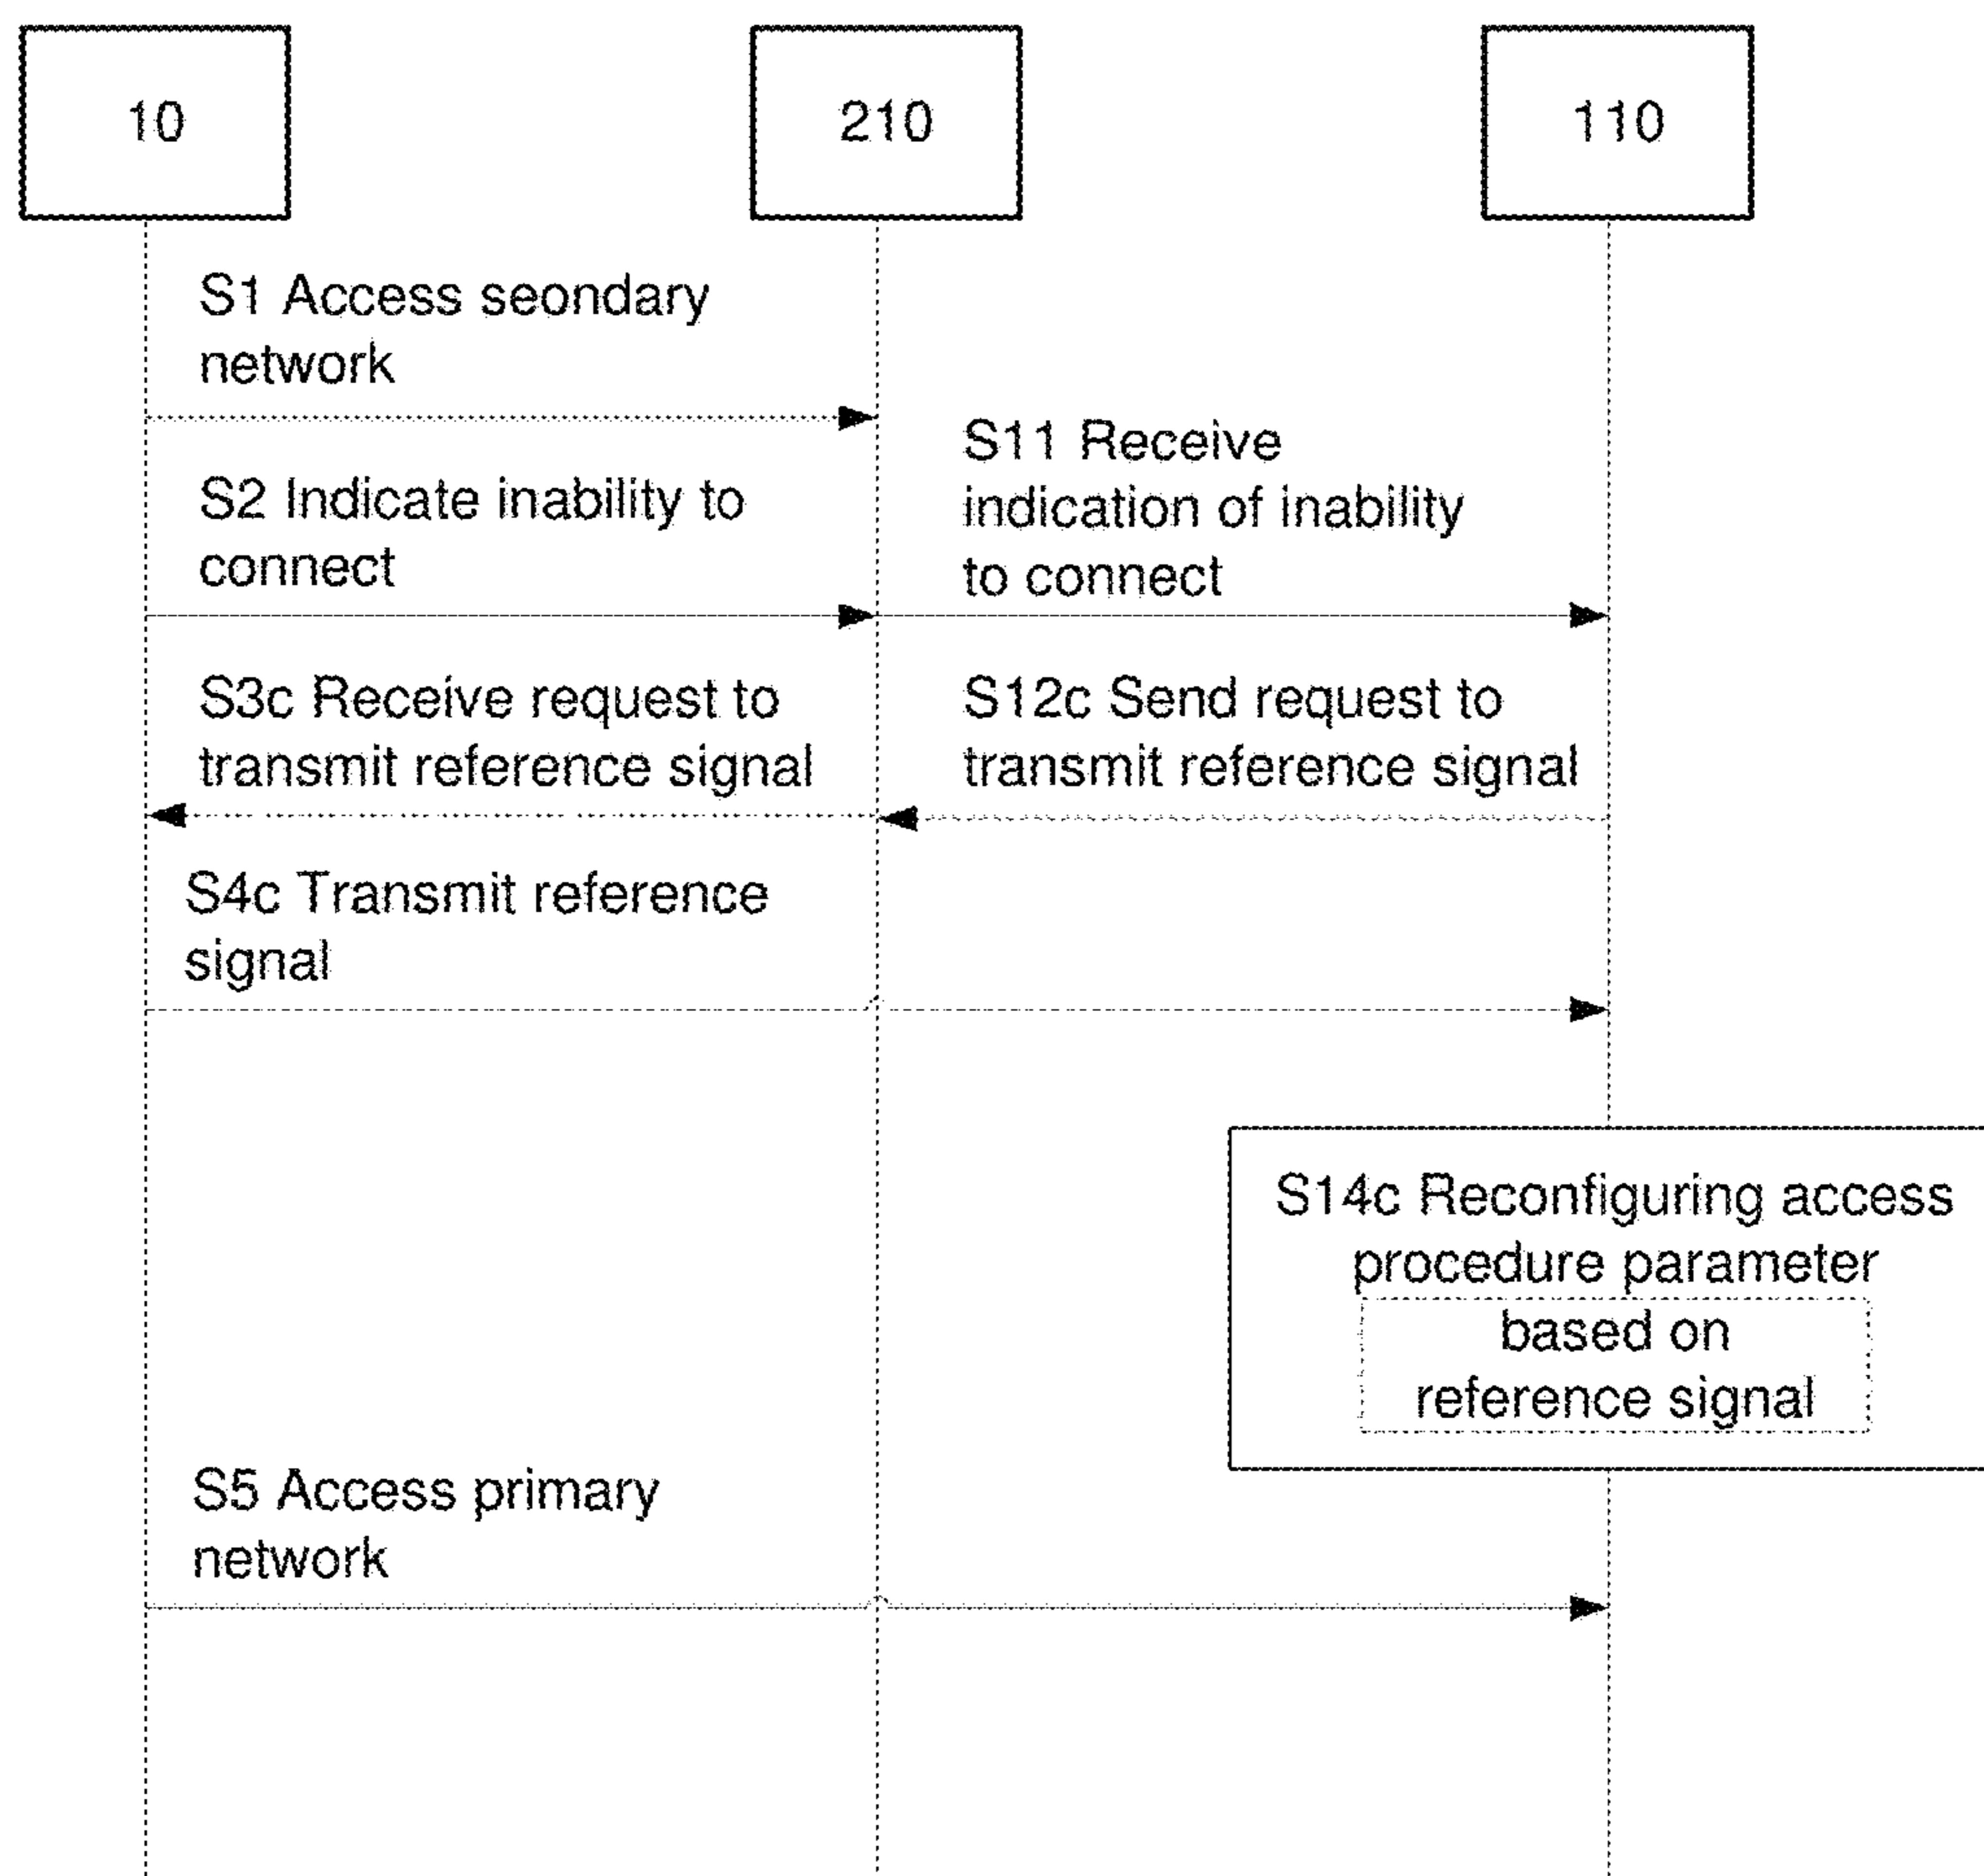 10
210
110
S1 Access seondary
network
S2 Indicate inability to
connect
S11 Receive
indication of inability
to connect
S3c Receive request to
transmit reference signal
S12c Send request to
transmit reference signal
S4c Transmit reference
signal
S14c Reconfiguring access
procedure parameter
based on
reference signal
S5 Access primary
network